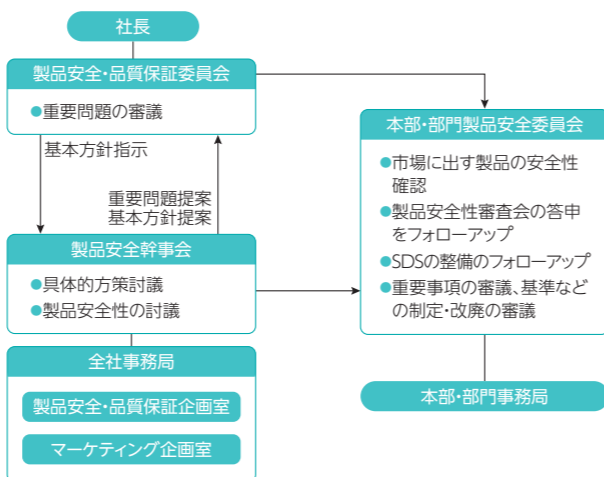 社長
製品安全・品質保証委員会
●重要問題の審議
基本方針指示
重要問題提案
基本方針提案
製品安全幹事会
●具体的方策討議
●製品安全性の討議
全社事務局
製品安全・品質保証企画室
マーケティング企画室
本部・部門製品安全委員会
●市場に出す製品の安全性
確認
●製品安全性審査会の答申
をフォローアップ
●SDSの整備のフォローアップ
●重要事項の審議、基準など
の制定・改廃の審議
本部・部門事務局